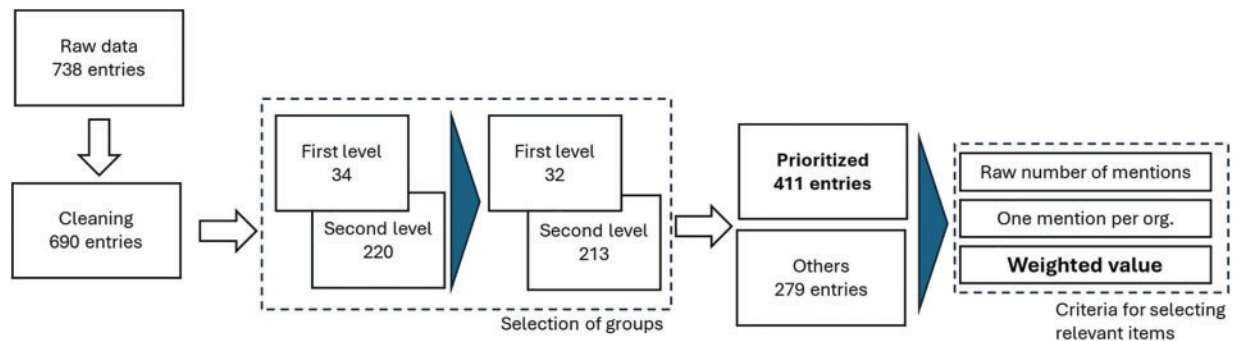 Raw data
738 entries
Cleaning
690 entries
First level
34
Second level
220
First level
32
Second level
213
Selection of groups
Prioritized
411 entries
Others
279 entries
Raw number of mentions
One mention per org.
Weighted value
Criteria for selecting
relevant items